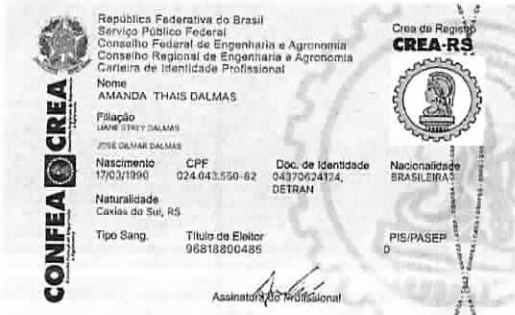 República Federativa do Brasil
Serviço Público Federal
Conselho Federal de Engenharia e Agronomia
Conselho Regional de Engenharia e Agronomia
Carteira de Identidade Profissional
Crea de Registro
CREA-RS
Nome
AMANDA THAIS DALMAS
Filiação
LIANE STREY DALMAS
JOSÉ GILMAR DALMAS
Nascimento CPF Doc. de Identidade Nacionalidade
17/03/1990 024.043.550-82 04370624124, BRASILEIRA
DETRAN
Naturalidade
Caxias do Sul, RS
Tipo Sang. Título de Eleitor PIS/PASEP
96818800485 0
Assinatura do Profissional
CONFEA CREA